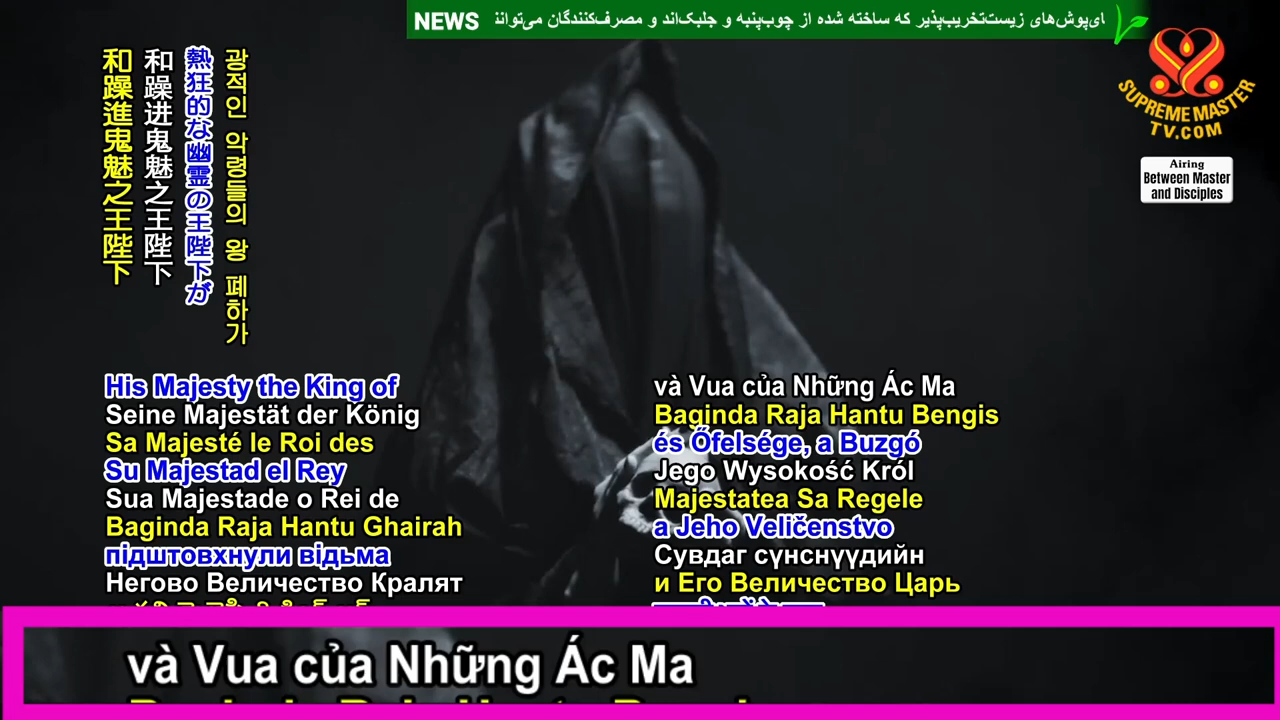 NEWS
ای‌پوش‌های زیست‌تخریب‌پذیر که ساخته شده از چوب‌پنبه و جلبک‌اند و مصرف‌کنندگان می‌توانند
SUPREME MASTER
TV.COM
Airing
Between Master
and Disciples
광적인 악령들의 왕 폐하가
熱狂的な幽霊の王陛下が
和躁进鬼魅之王陛下
和躁進鬼魅之王陛下
His Majesty the King of
Seine Majestät der König
Sa Majesté le Roi des
Su Majestad el Rey
Sua Majestade o Rei de
Baginda Raja Hantu Ghairah
підштовхнули відьма
Негово Величество Кралят
và Vua của Những Ác Ma
Baginda Raja Hantu Bengis
és Őfelsége, a Buzgó
Jego Wysokość Król
Majestatea Sa Regele
a Jeho Veličenstvo
Сувдаг сүнснүүдийн
и Его Величество Царь
và Vua của Những Ác Ma